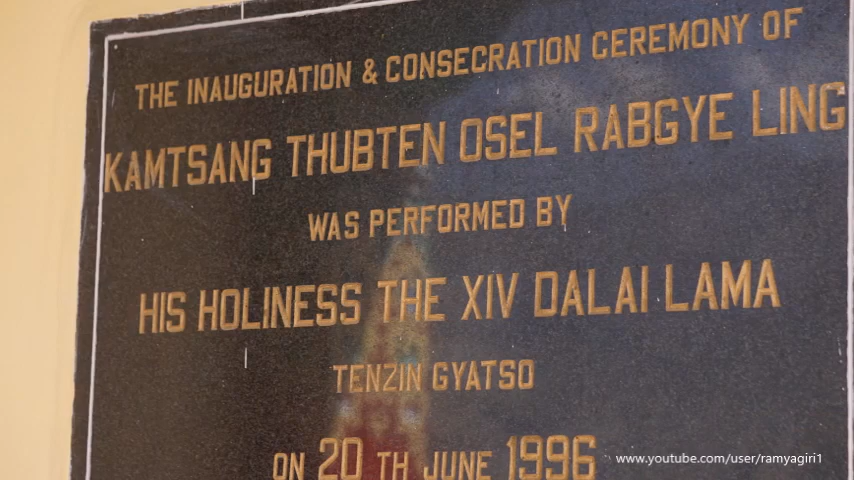 THE INAUGURATION & CONSECRATION CEREMONY OF
KAMTSANG THUBTEN OSEL RABGYE LING
WAS PERFORMED BY
HIS HOLINESS THE XIV DALAI LAMA
TENZIN GYATSO
ON 20 TH JUNE 1996
www.youtube.com/user/ramyagiri1